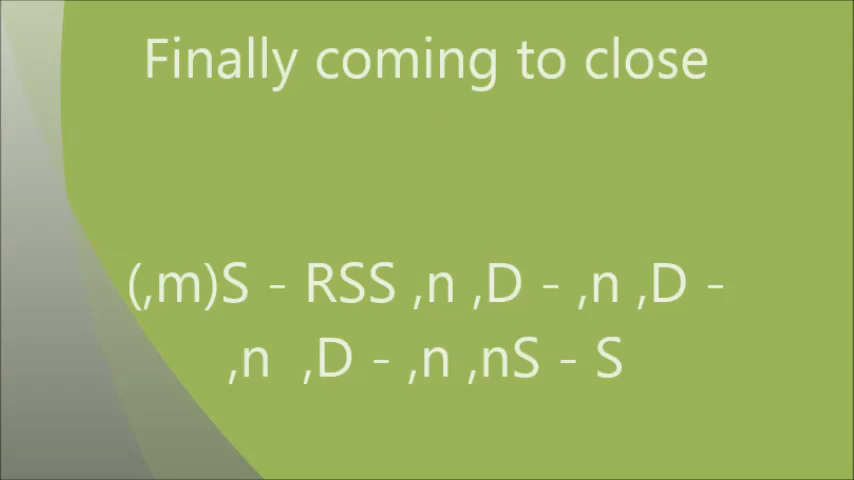 Finally coming to close
(,m)S - RSS ,n ,D - ,n ,D -
,n  ,D - ,n ,nS - S